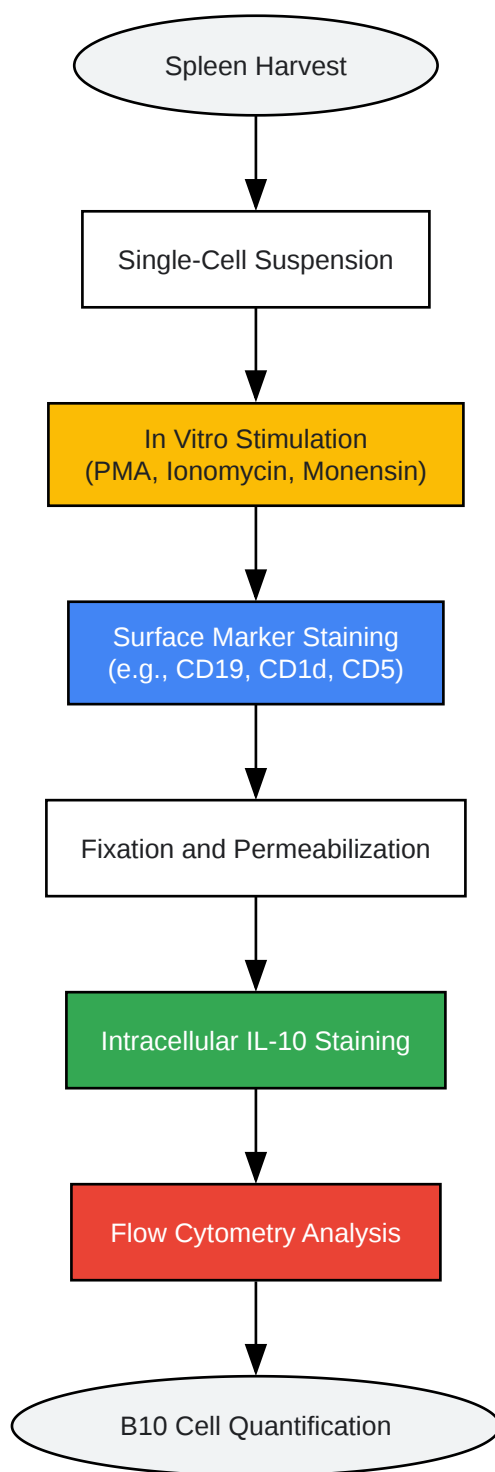 Spleen Harvest
Single-Cell Suspension
In Vitro Stimulation
(PMA, Ionomycin, Monensin)
Surface Marker Staining
(e.g., CD19, CD1d, CD5)
Fixation and Permeabilization
Intracellular IL-10 Staining
Flow Cytometry Analysis
B10 Cell Quantification